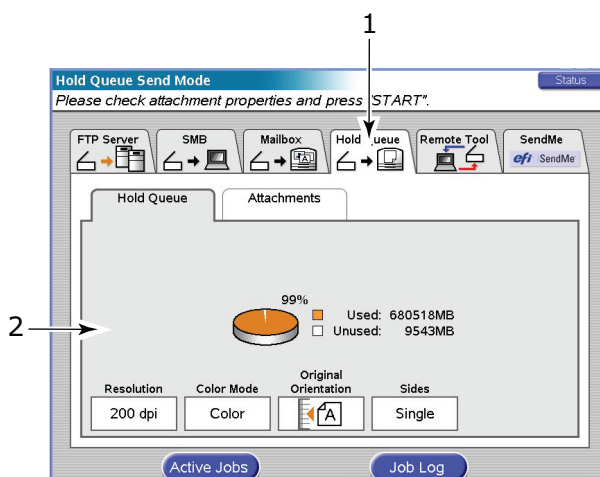 1
Hold Queue Send Mode
Status
Please check attachment properties and press "START".
FTP Server
SMB
Mailbox
Hold ueue
Remote Tool
SendMe
efi SendMe
Hold Queue
Attachments
99%
Used: 680518MB
Unused: 9543MB
2
Resolution
Color Mode
Original
Orientation
Sides
200 dpi
Color
A
Single
Active Jobs
Job Log